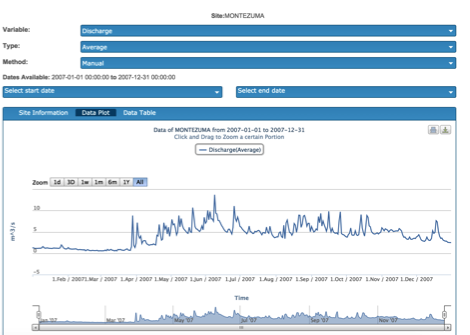 Site:MONTEZUMA
Variable:
Discharge
Type:
Average
Method:
Manual
Dates Available: 2007-01-01 00:00:00 to 2007-12-31 00:00:00
Select start date
Select end date
Site Information Data Plot Data Table
Data of MONTEZUMA from 2007-01-01 to 2007-12-31
Click and Drag To Zoom a certain Portion
Discharge(Average)
Zoom 1d 3D 1w 1m 6m 1Y All
10
5
0
-5
m^3/s
1.Feb / 2007 1.Mar / 2007 1.Apr / 2007 1.May / 2007 1.Jun / 2007 1.Jul / 2007 1.Aug / 2007 1.Sep / 2007 1.Oct / 2007 1.Nov / 2007 1.Dec / 2007
Time
Jan '07 Mar '07 May '07 Jul '07 Sep '07 Nov '07